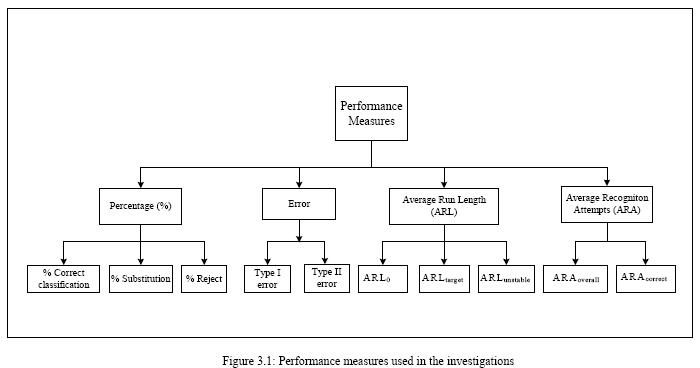 Performance
Measures
Percentage (%)
Error
Average Run Length
(ARL)
Average Recogniton
Attempts (ARA)
% Correct
classification
% Substitution
% Reject
Type I
error
Type II
error
ARL0
ARLtarget
ARLunstable
ARAoverall
ARAcorrect
Figure 3.1: Performance measures used in the investigations